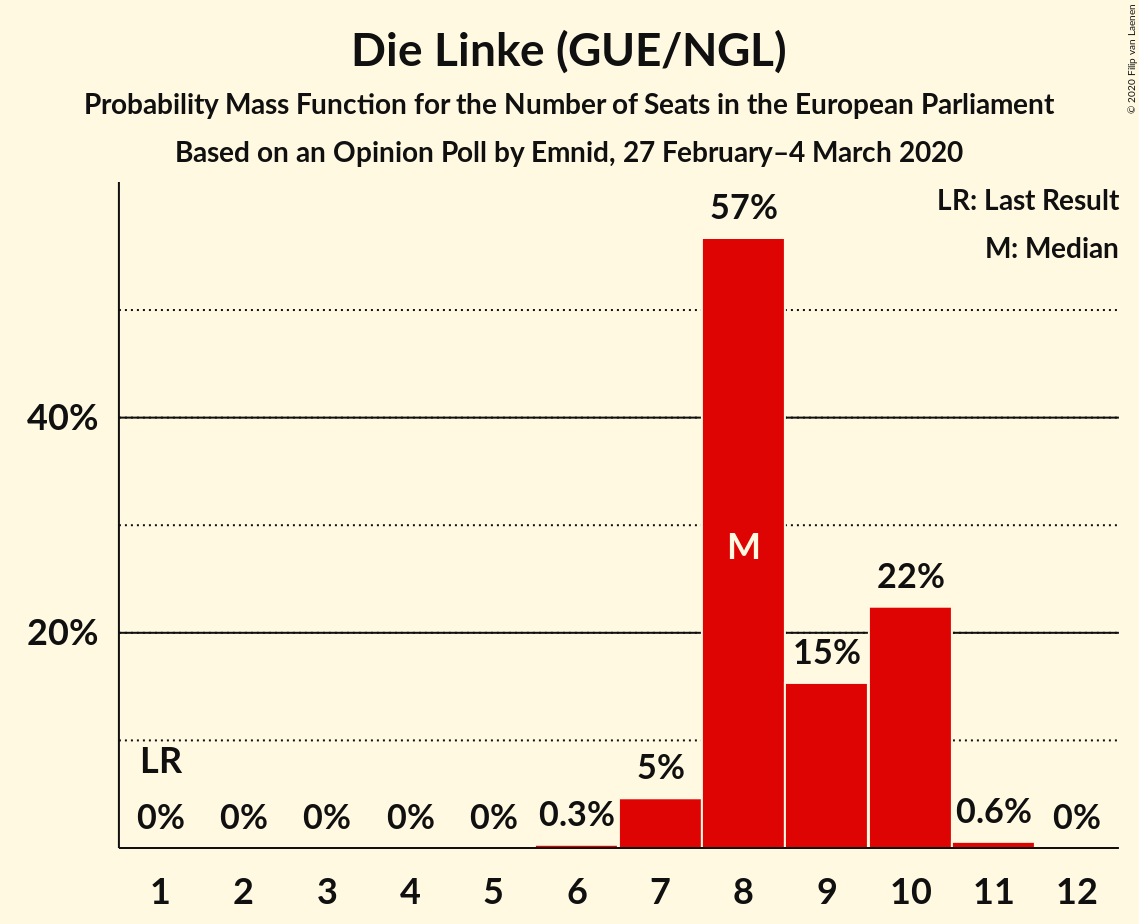 Die Linke (GUE/NGL)
Probability Mass Function for the Number of Seats in the European Parliament
Based on an Opinion Poll by Emnid, 27 February–4 March 2020
© 2020 Filip van Laenen
LR: Last Result
M: Median
57%
40%
M
22%
20%
15%
LR
5%
0% 0% 0% 0% 0% 0.3% 0.6% 0%
1 2 3 4 5 6 7 8 9 10 11 12